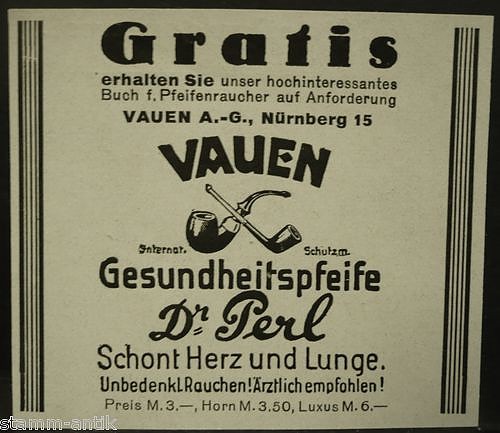 Gratis
erhalten Sie unser hochinteressantes
Buch f. Pfeifenraucher auf Anforderung
VAUEN A.-G., Nürnberg 15
VAUEN
Internat. Schutzm.
Gesundheitspfeife
Dr. Perl
Schont Herz und Lunge.
Unbedenkl. Rauchen! Ärztlich empfohlen!
Preis M. 3.—, Horn M. 3.50, Luxus M. 6.—
stamm-antik